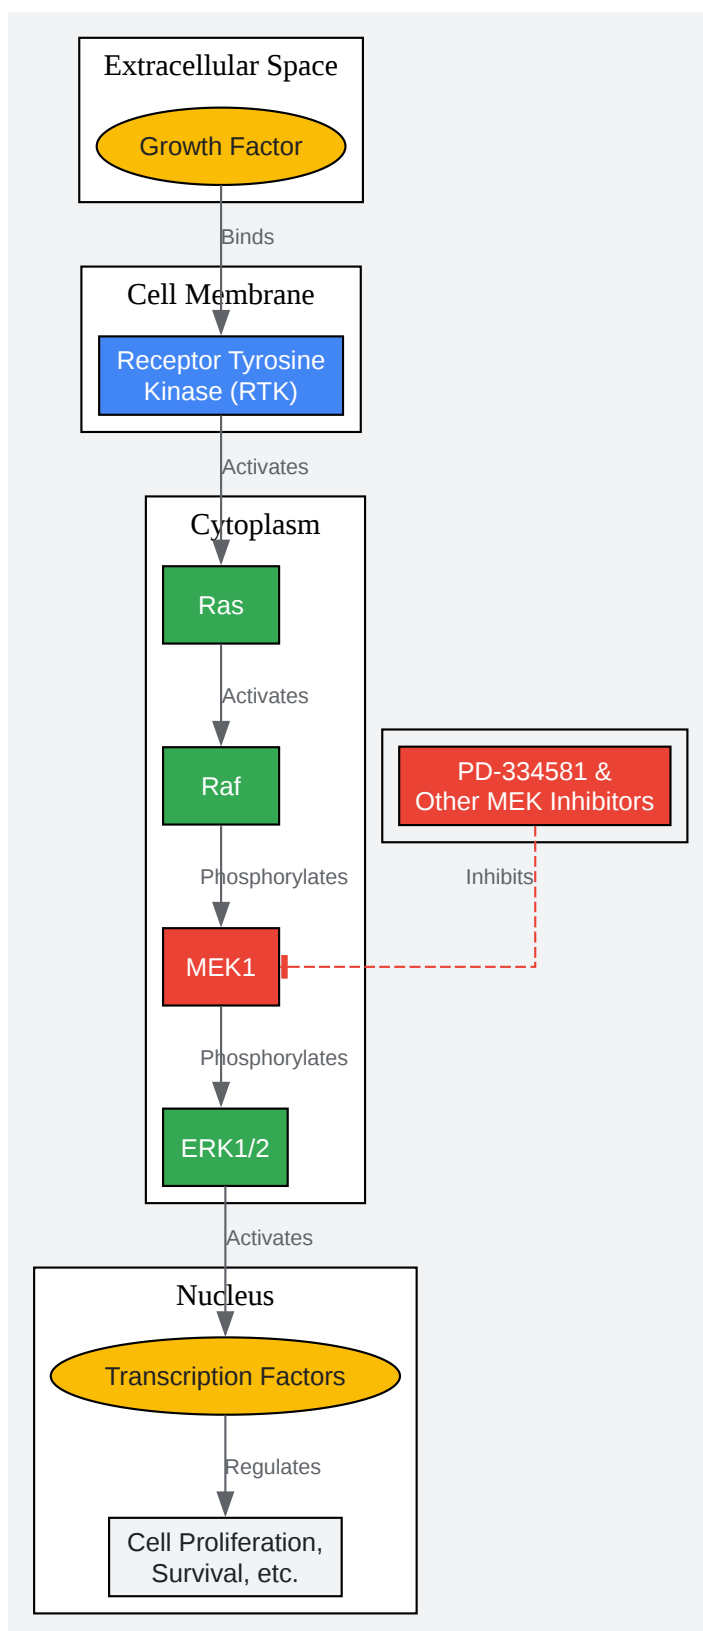 Extracellular Space
Growth Factor
Binds
Cell Membrane
Receptor Tyrosine
Kinase (RTK)
Activates
Cytoplasm
Ras
Activates
Raf
PD-334581 &
Other MEK Inhibitors
Phosphorylates
Inhibits
MEK1
Phosphorylates
ERK1/2
Activates
Nucleus
Transcription Factors
Regulates
Cell Proliferation,
Survival, etc.